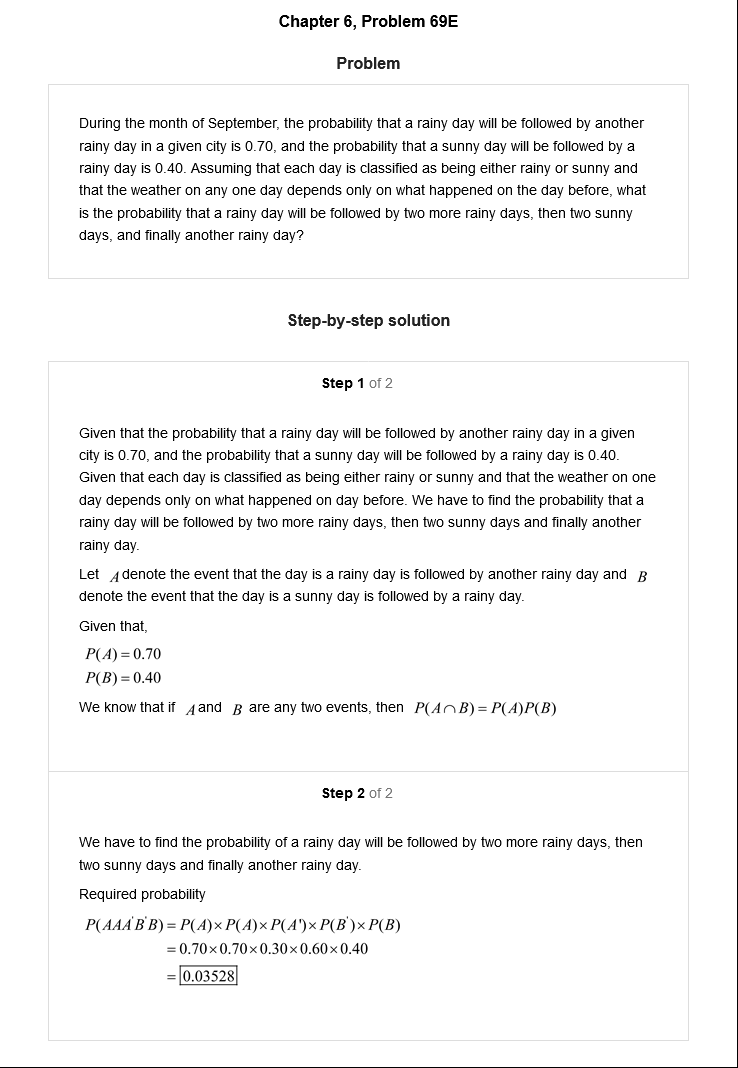 Chapter 6, Problem 69E
Problem
During the month of September, the probability that a rainy day will be followed by another
rainy day in a given city is 0.70, and the probability that a sunny day will be followed by a
rainy day is 0.40. Assuming that each day is classified as being either rainy or sunny and
that the weather on any one day depends only on what happened on the day before, what
is the probability that a rainy day will be followed by two more rainy days, then two sunny
days, and finally another rainy day?
Step-by-step solution
Step 1 of 2
Given that the probability that a rainy day will be followed by another rainy day in a given
city is 0.70, and the probability that a sunny day will be followed by a rainy day is 0.40.
Given that each day is classified as being either rainy or sunny and that the weather on one
day depends only on what happened on day before. We have to find the probability that a
rainy day will be followed by two more rainy days, then two sunny days and finally another
rainy day.
Let A denote the event that the day is a rainy day is followed by another rainy day and B
denote the event that the day is a sunny day is followed by a rainy day.
Given that,
P(A) = 0.70
P(B) = 0.40
We know that if A and B are any two events, then P(A∩B) = P(A)P(B)
Step 2 of 2
We have to find the probability of a rainy day will be followed by two more rainy days, then
two sunny days and finally another rainy day.
Required probability
P(AAA'B'B) = P(A)×P(A)×P(A')×P(B')×P(B)
= 0.70×0.70×0.30×0.60×0.40
= 0.03528